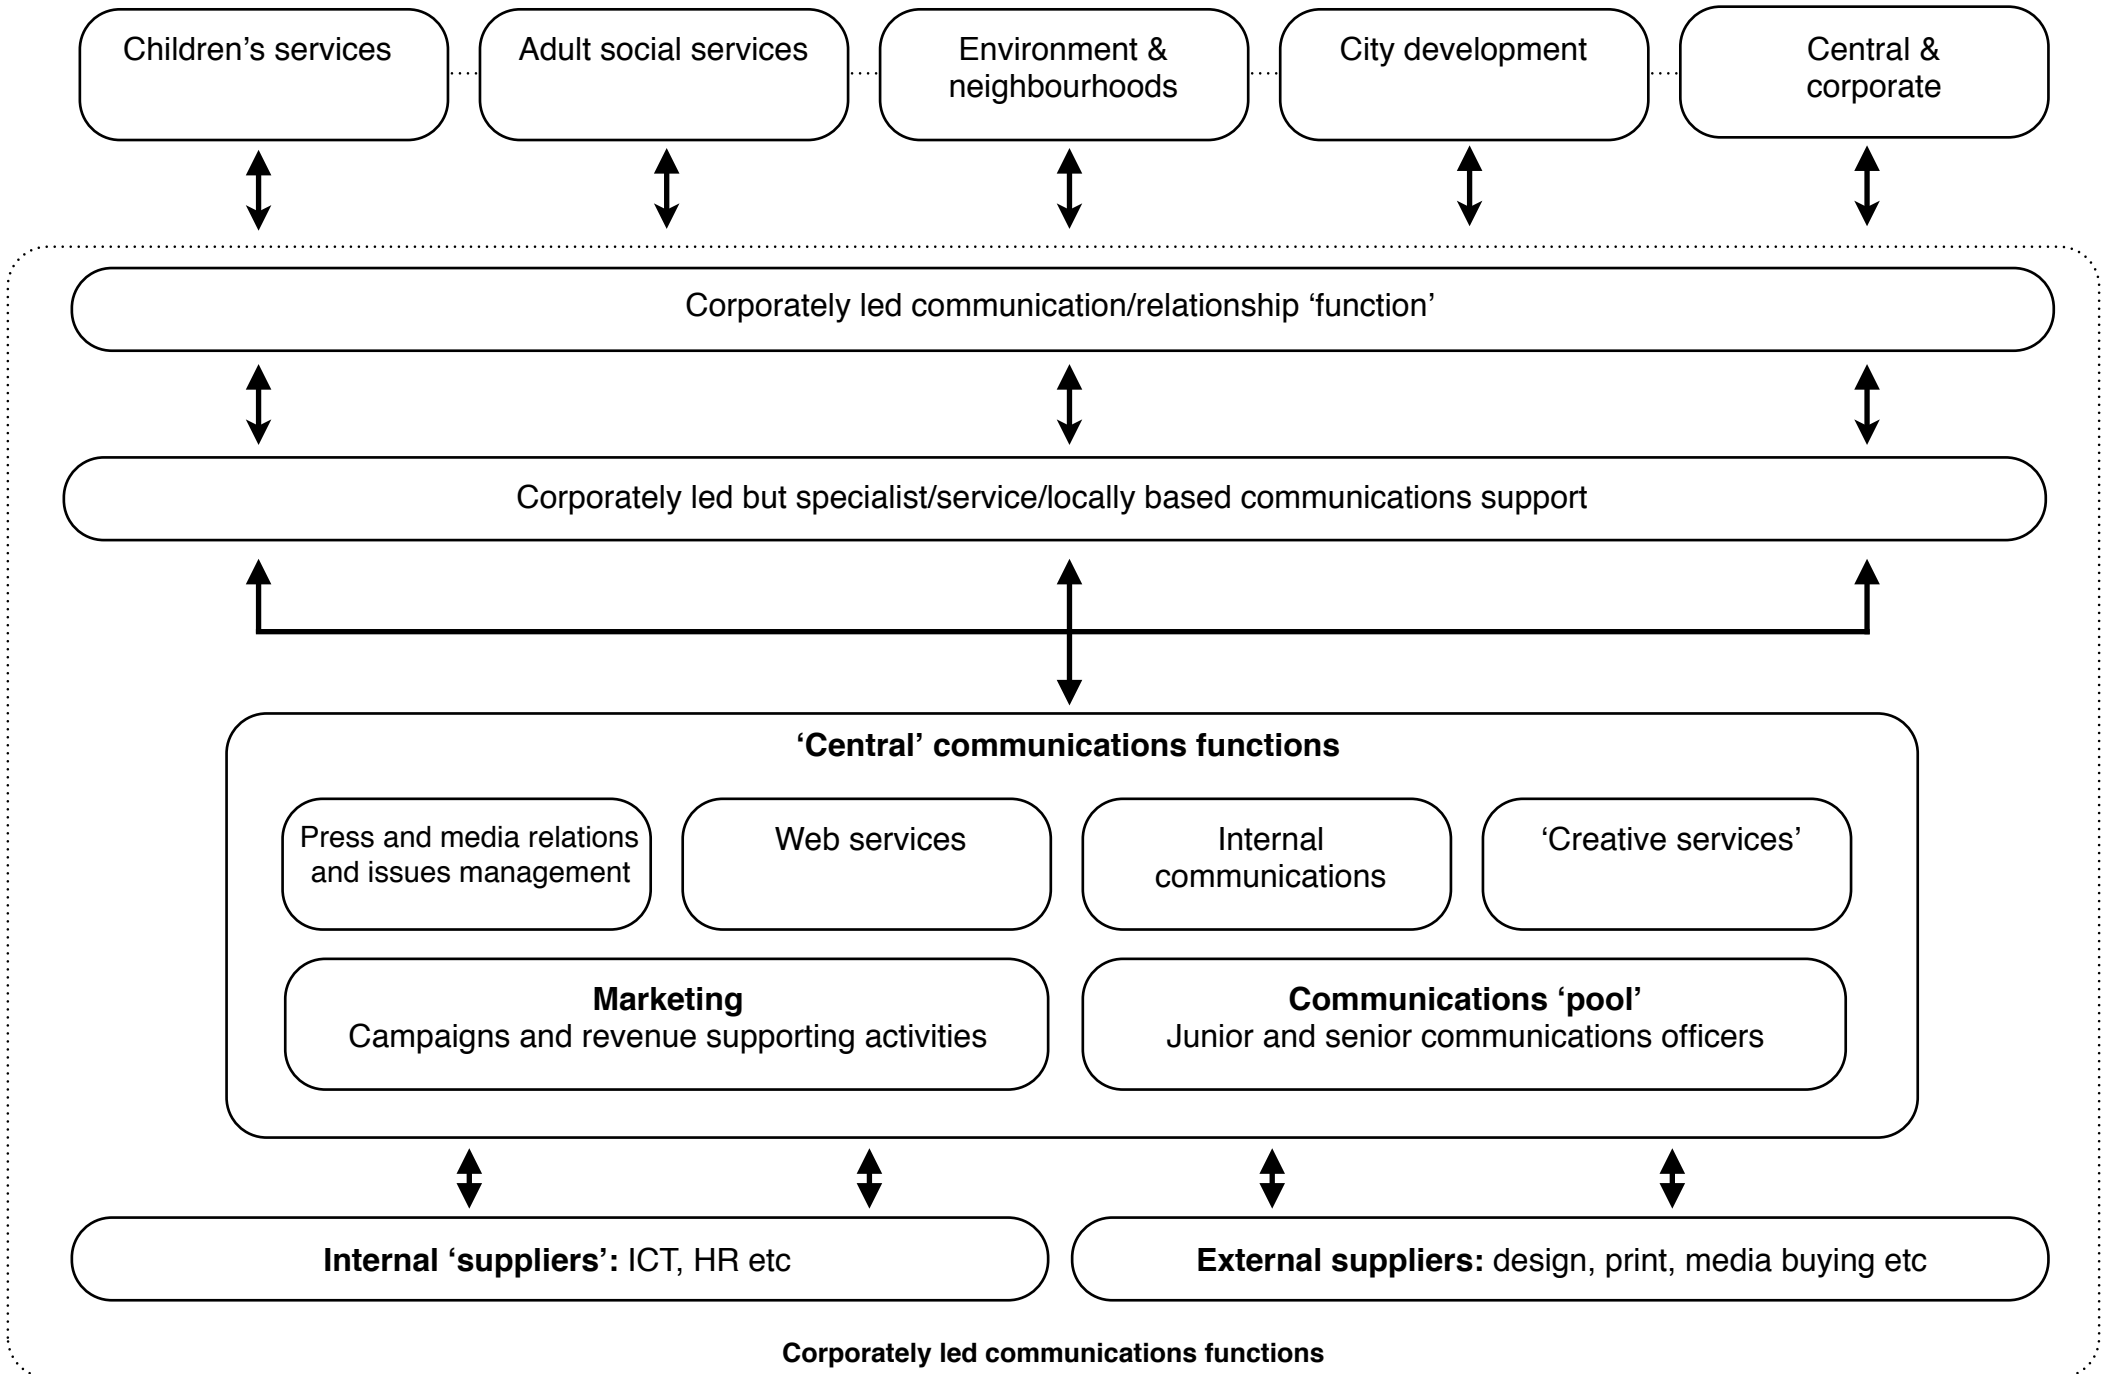 Children’s services
Adult social services
Environment &
neighbourhoods
City development
Central &
corporate
Corporately led communication/relationship ‘function’
Corporately led but specialist/service/locally based communications support
‘Central’ communications functions
Press and media relations
and issues management
Web services
Internal
communications
‘Creative services’
Marketing
Campaigns and revenue supporting activities
Communications ‘pool’
Junior and senior communications officers
Internal ‘suppliers’: ICT, HR etc
External suppliers: design, print, media buying etc
Corporately led communications functions